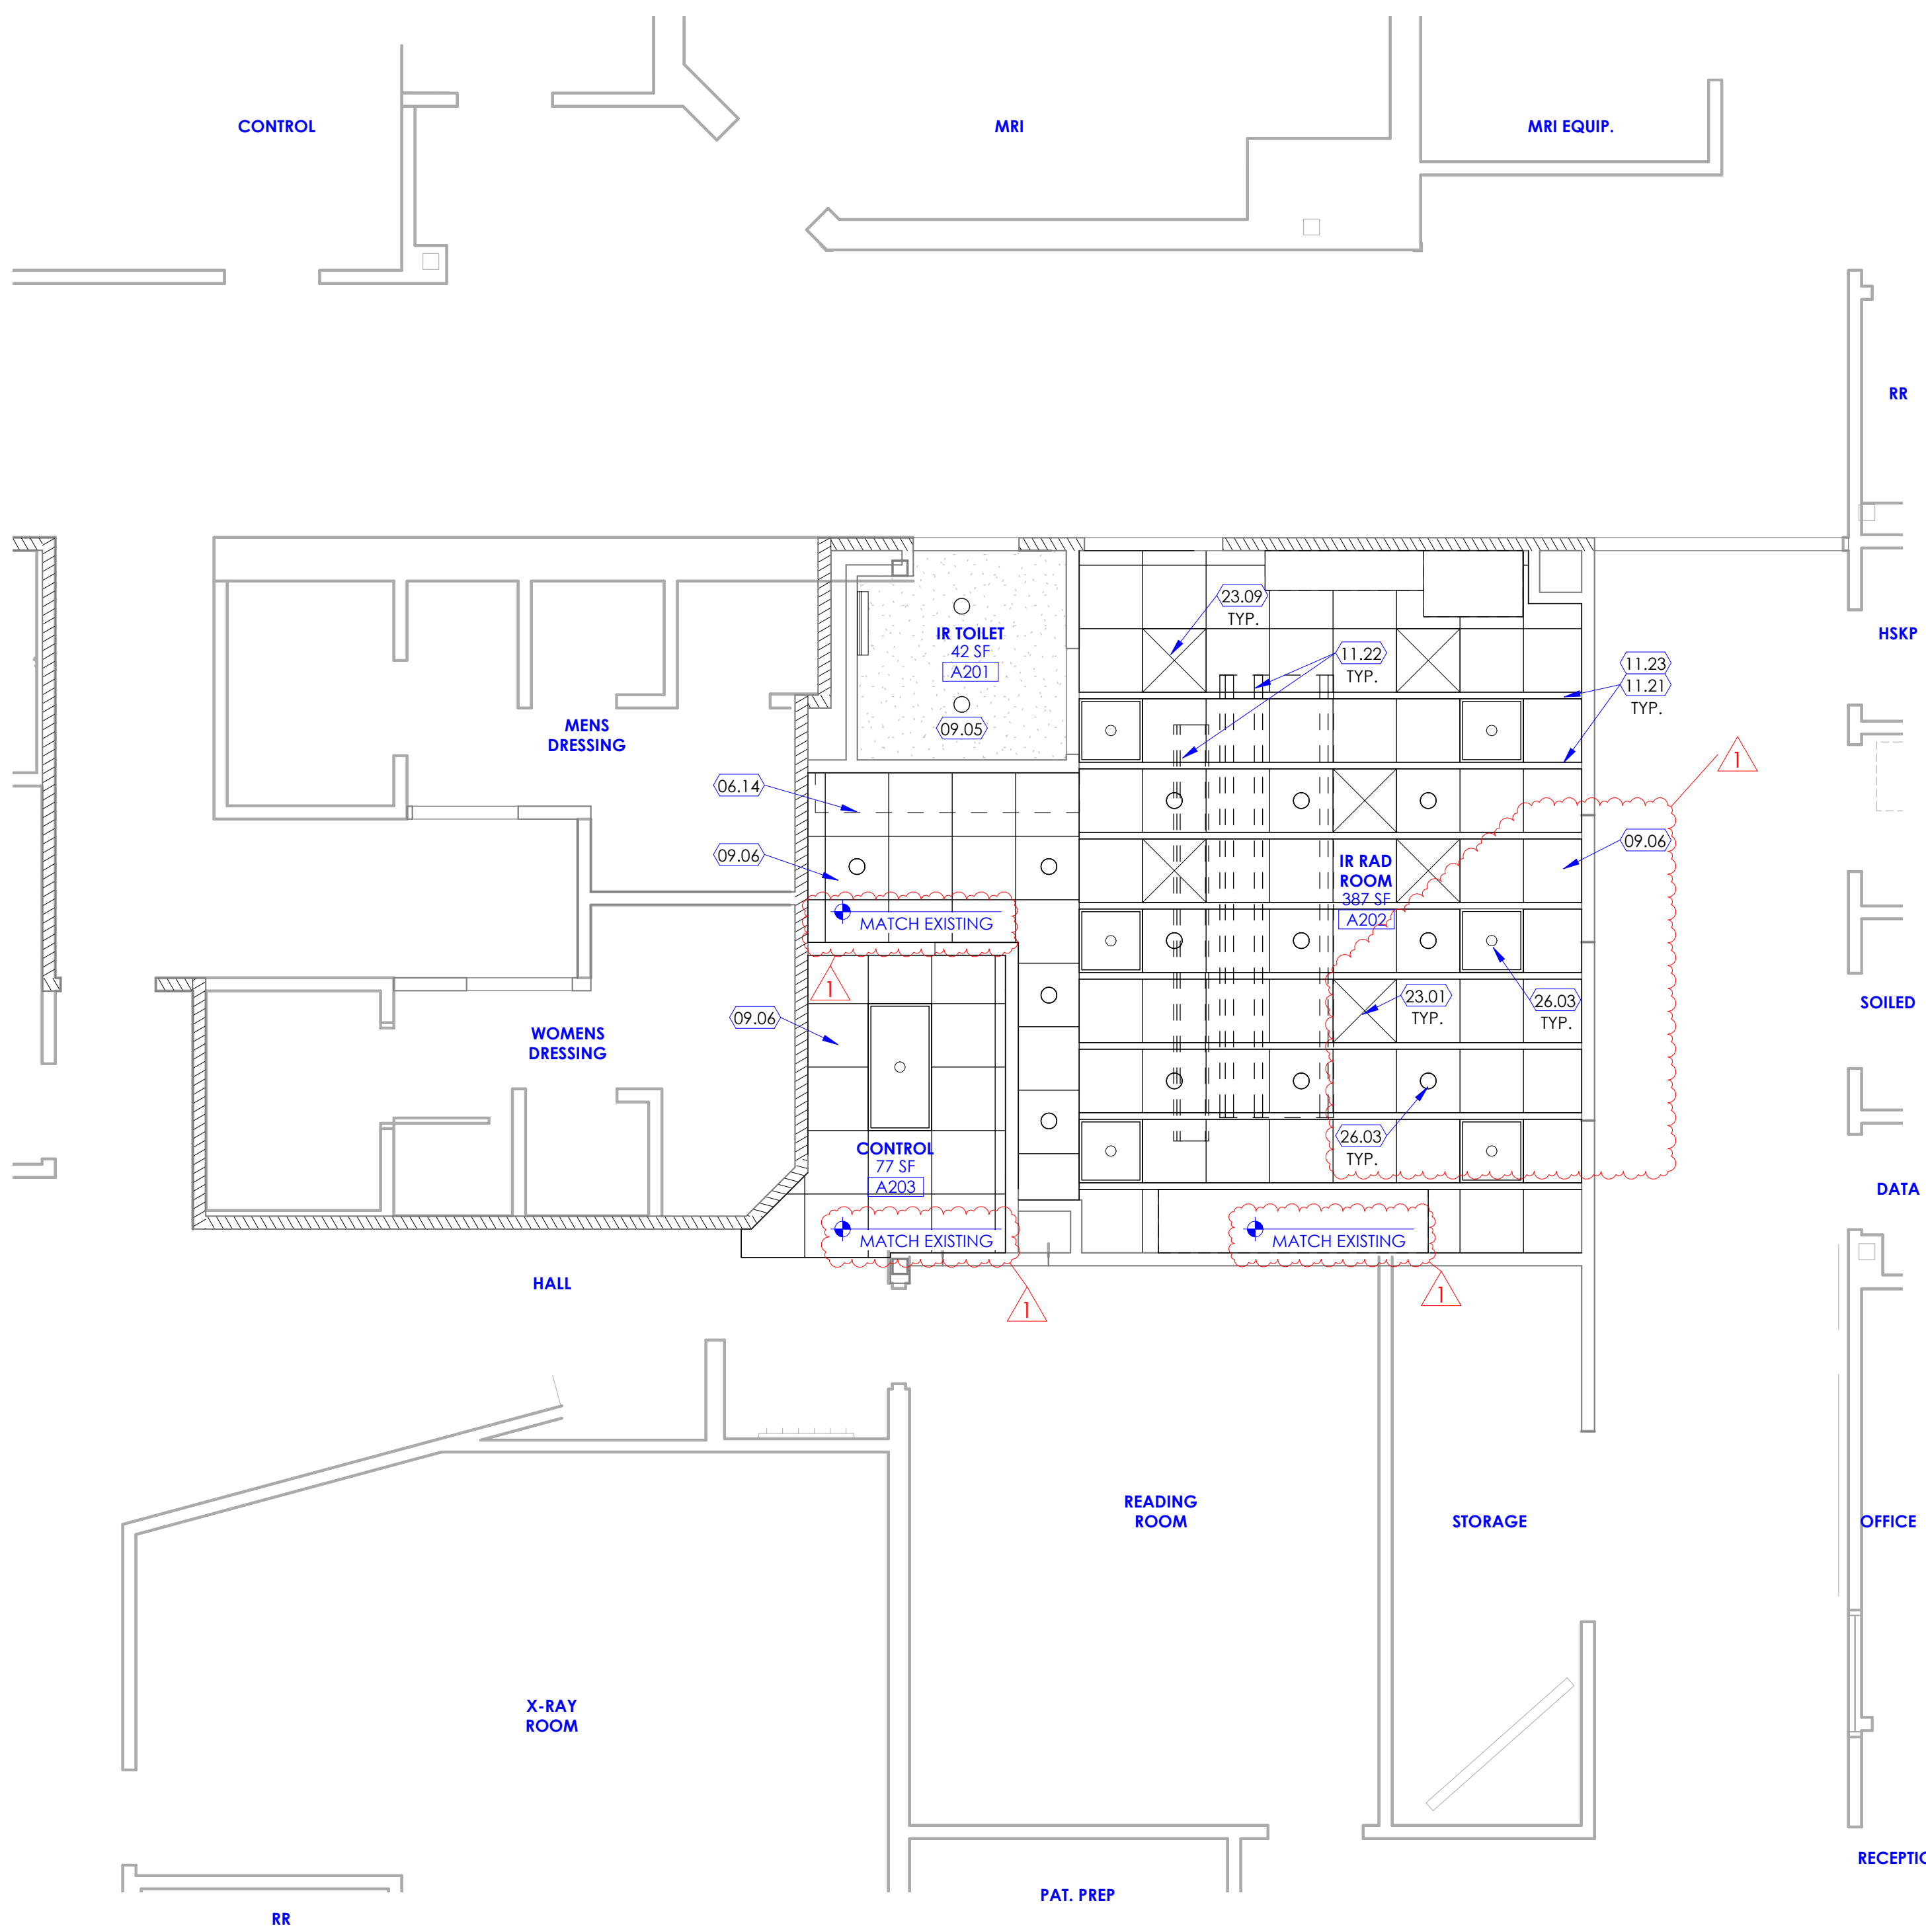 CONTROL
MRI
MRI EQUIP.
RR
23.09
TYP.
IR TOILET
42 SF
A201
09.05
11.22
TYP.
11.23
11.21
TYP.
HSKP
MENS
DRESSING
1
06.14
09.06
09.06
IR RAD
ROOM
387 SF
A202
MATCH EXISTING
1
09.06
23.01
TYP.
26.03
TYP.
SOILED
WOMENS
DRESSING
26.03
TYP.
CONTROL
77 SF
A203
DATA
MATCH EXISTING
MATCH EXISTING
HALL
1
1
READING
ROOM
STORAGE
OFFICE
X-RAY
ROOM
RECEPTIO
PAT. PREP
RR